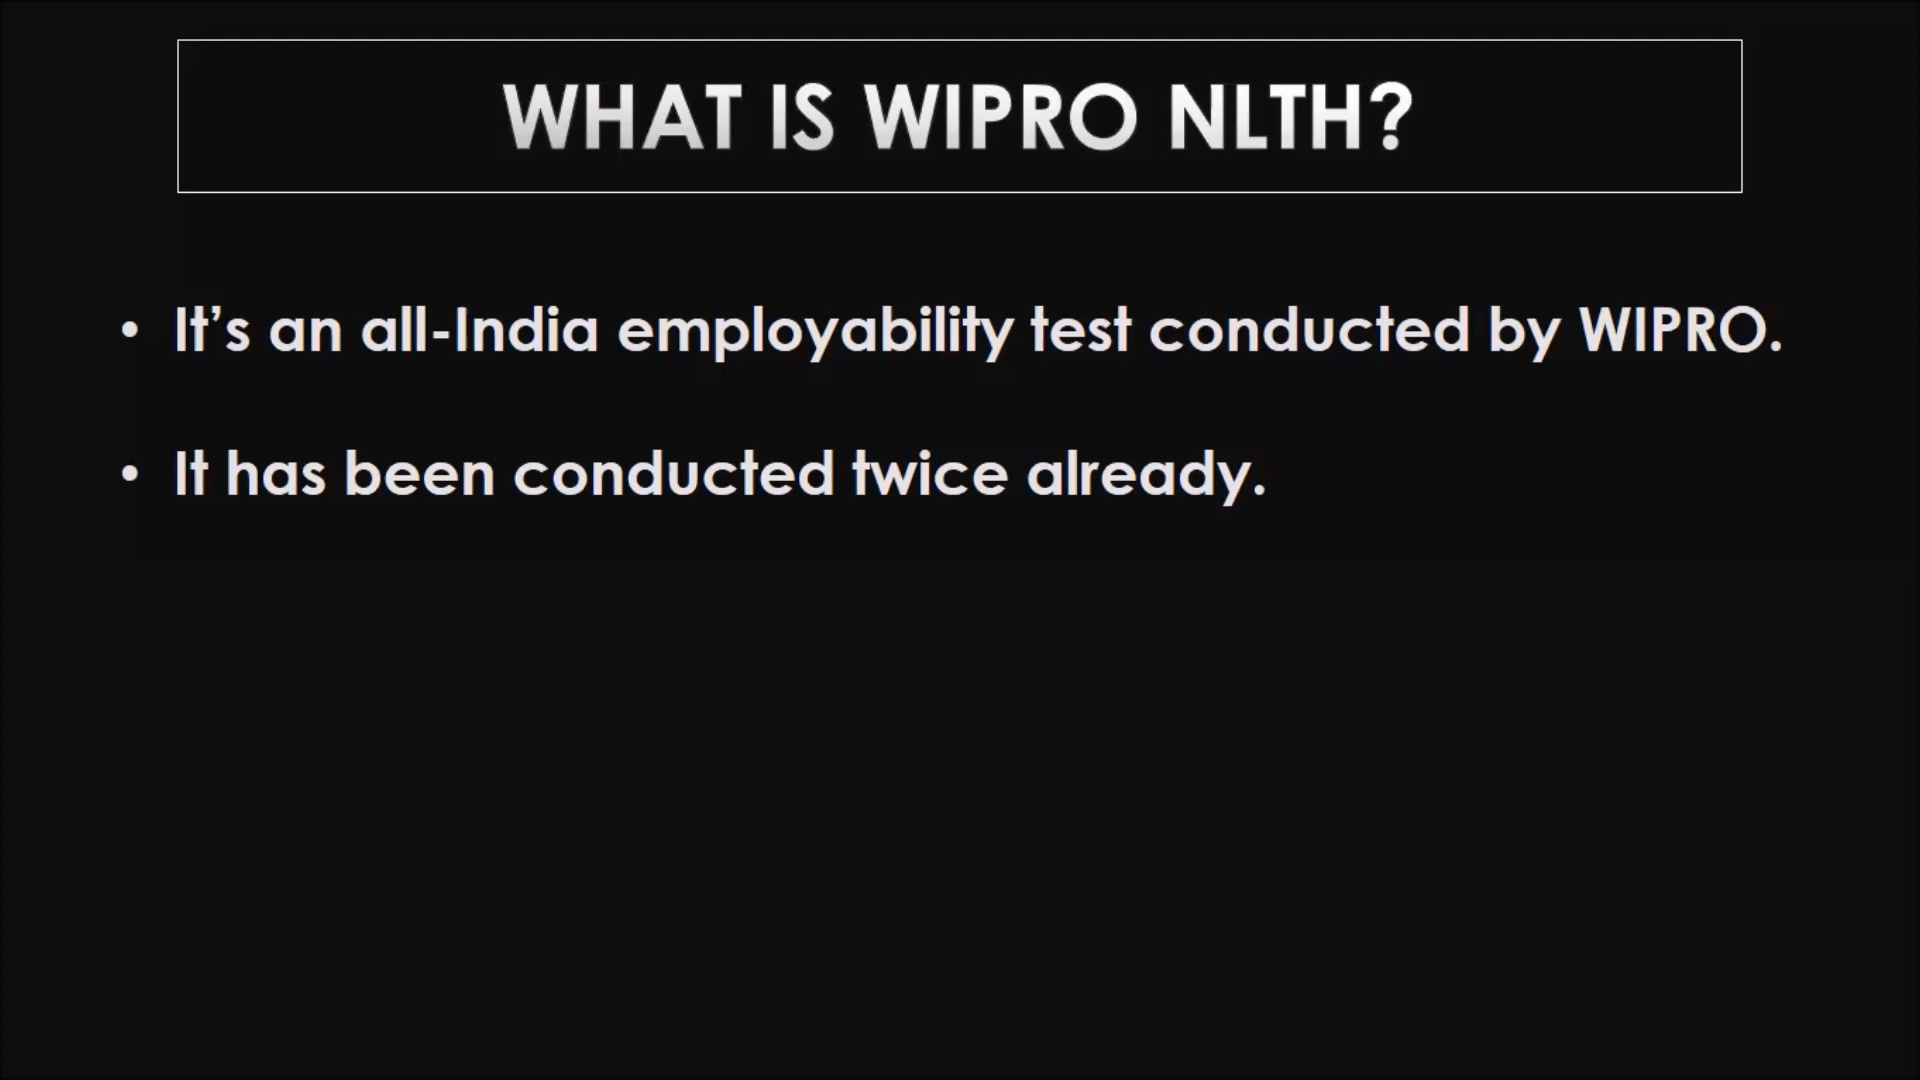 WHAT IS WIPRO NLTH?
• It’s an all-India employability test conducted by WIPRO.
• It has been conducted twice already.